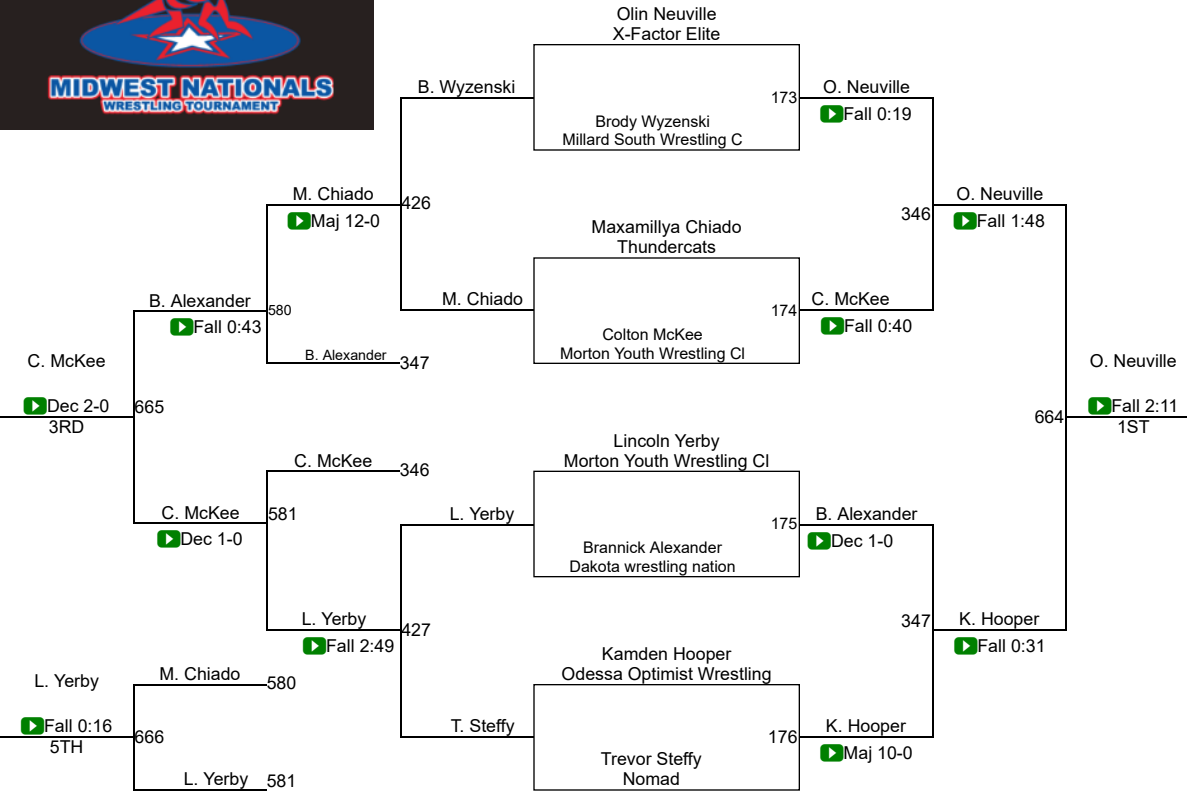 MIDWEST NATIONALS
WRESTLING TOURNAMENT
Olin Neuville
X-Factor Elite
B. Wyzenski
173
O. Neuville
Fall 0:19
Brody Wyzenski
Millard South Wrestling C
M. Chiado
426
Maj 12-0
346
O. Neuville
Fall 1:48
Maxamillya Chiado
Thundercats
B. Alexander
580
Fall 0:43
M. Chiado
174
C. McKee
Fall 0:40
Colton McKee
Morton Youth Wrestling Cl
B. Alexander
347
C. McKee
Dec 2-0
3RD
665
O. Neuville
664
Fall 2:11
1ST
Lincoln Yerby
Morton Youth Wrestling Cl
C. McKee
346
C. McKee
581
Dec 1-0
L. Yerby
175
B. Alexander
Dec 1-0
Brannick Alexander
Dakota wrestling nation
L. Yerby
427
Fall 2:49
347
K. Hooper
Fall 0:31
Kamden Hooper
Odessa Optimist Wrestling
L. Yerby
M. Chiado
580
Fall 0:16
5TH
666
T. Steffy
176
K. Hooper
Maj 10-0
Trevor Steffy
Nomad
L. Yerby
581